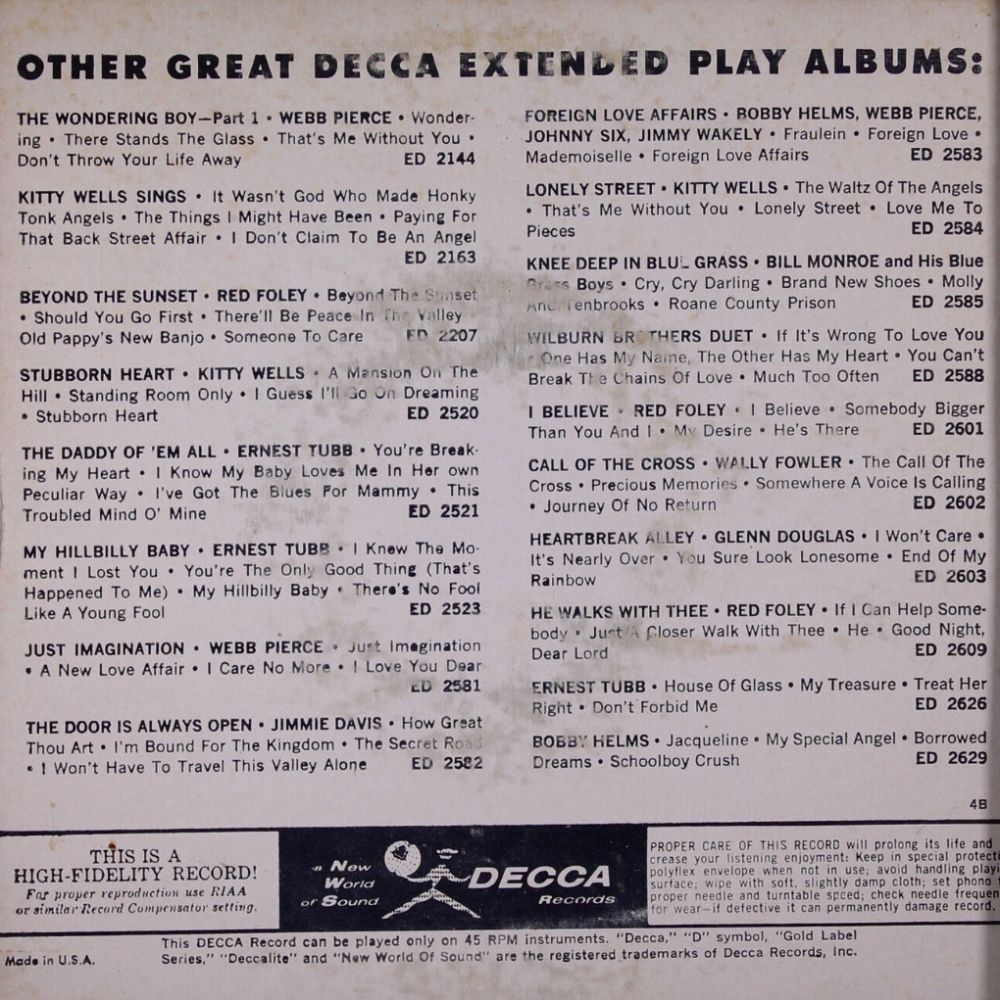 OTHER GREAT DECCA EXTENDED PLAY ALBUMS:
THE WONDERING BOY—Part 1 • WEBB PIERCE • Wonder-
ing • There Stands The Glass • That's Me Without You •
Don't Throw Your Life Away ED 2144
KITTY WELLS SINGS • It Wasn't God Who Made Honky
Tonk Angels • The Things I Might Have Been • Paying For
That Back Street Affair • I Don't Claim To Be An Angel
ED 2163
BEYOND THE SUNSET • RED FOLEY • Beyond The Sunset
• Should You Go First • There'll Be Peace In The Valley
Old Pappy's New Banjo • Someone To Care ED 2207
STUBBORN HEART • KITTY WELLS • A Mansion On The
Hill • Standing Room Only • I Guess I'll Go On Dreaming
• Stubborn Heart ED 2520
THE DADDY OF 'EM ALL • ERNEST TUBB • You're Break-
ing My Heart • I Know My Baby Loves Me In Her own
Peculiar Way • I've Got The Blues For Mammy • This
Troubled Mind O' Mine ED 2521
MY HILLBILLY BABY • ERNEST TUBB • I Knew The Mo-
ment I Lost You • You're The Only Good Thing (That's
Happened To Me) • My Hillbilly Baby • There's No Fool
Like A Young Fool ED 2523
JUST IMAGINATION • WEBB PIERCE • Just Imagination
• A New Love Affair • I Care No More • I Love You Dear
ED 2581
THE DOOR IS ALWAYS OPEN • JIMMIE DAVIS • How Great
Thou Art • I'm Bound For The Kingdom • The Secret Road
• I Won't Have To Travel This Valley Alone ED 2582
FOREIGN LOVE AFFAIRS • BOBBY HELMS, WEBB PIERCE,
JOHNNY SIX, JIMMY WAKELY • Fraulein • Foreign Love •
Mademoiselle • Foreign Love Affairs ED 2583
LONELY STREET • KITTY WELLS • The Waltz Of The Angels
• That's Me Without You • Lonely Street • Love Me To
Pieces ED 2584
KNEE DEEP IN BLUE GRASS • BILL MONROE and His Blue
Grass Boys • Cry, Cry Darling • Brand New Shoes • Molly
And Tenbrooks • Roane County Prison ED 2585
WILBURN BROTHERS DUET • If It's Wrong To Love You
• One Has My Name, The Other Has My Heart • You Can't
Break The Chains Of Love • Much Too Often ED 2588
I BELIEVE • RED FOLEY • I Believe • Somebody Bigger
Than You And I • My Desire • He's There ED 2601
CALL OF THE CROSS • WALLY FOWLER • The Call Of The
Cross • Precious Memories • Somewhere A Voice Is Calling
• Journey Of No Return ED 2602
HEARTBREAK ALLEY • GLENN DOUGLAS • I Won't Care •
It's Nearly Over • You Sure Look Lonesome • End Of My
Rainbow ED 2603
HE WALKS WITH THEE • RED FOLEY • If I Can Help Some-
body • Just A Closer Walk With Thee • He • Good Night,
Dear Lord ED 2609
ERNEST TUBB • House Of Glass • My Treasure • Treat Her
Right • Don't Forbid Me ED 2626
BOBBY HELMS • Jacqueline • My Special Angel • Borrowed
Dreams • Schoolboy Crush ED 2629
4B
THIS IS A
HIGH-FIDELITY RECORD!
For proper reproduction use RIAA
or similar Record Compensator setting.
a New
World
of Sound
DECCA
Records
PROPER CARE OF THIS RECORD will prolong its life and
crease your listening enjoyment: Keep in special protecti
polyflex envelope when not in use; avoid handling playi
surface; wipe with soft, slightly damp cloth; set phono
proper needle and turntable speed; check needle frequen
for wear—if defective it can permanently damage record.
Made in U.S.A.
This DECCA Record can be played only on 45 RPM instruments. "Decca," "D" symbol, "Gold Label
Series," "Deccalite" and "New World Of Sound" are the registered trademarks of Decca Records, Inc.